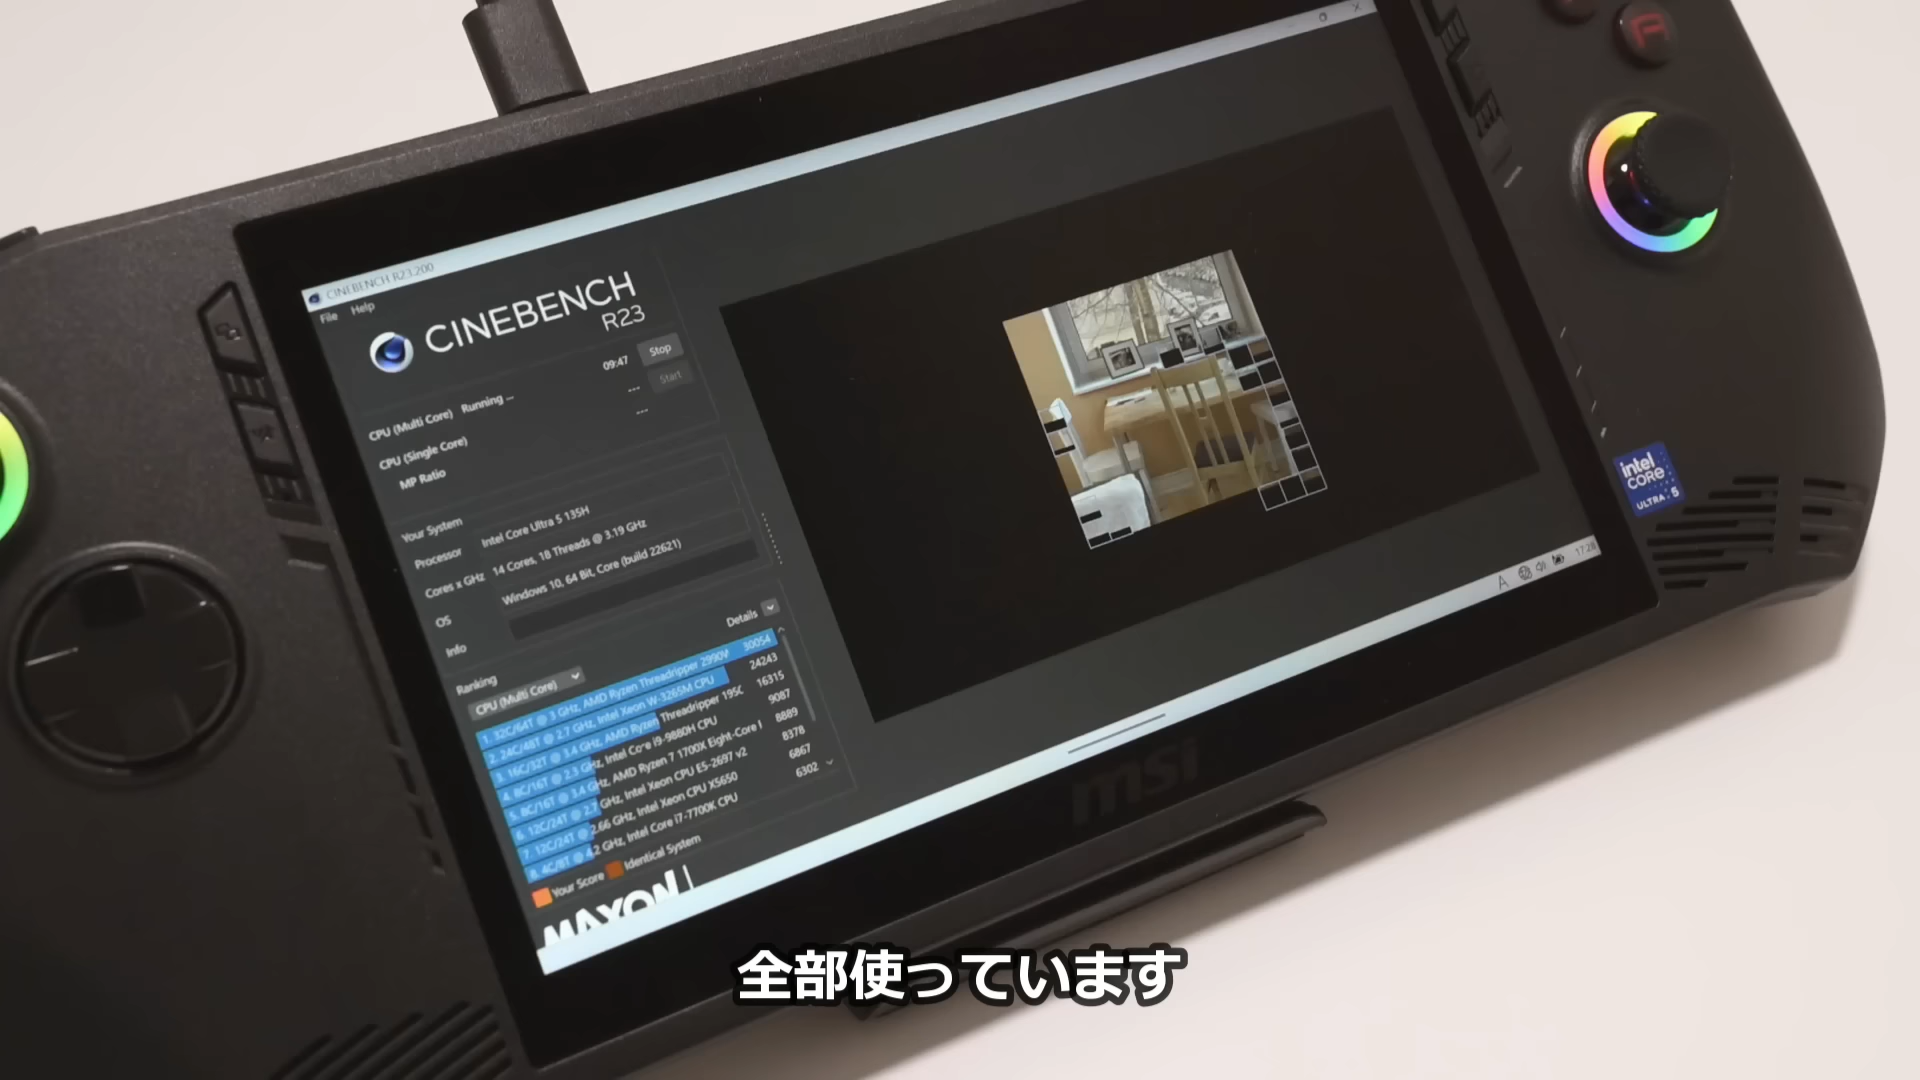 CINEBENCH R23.200
File Help
CINEBENCH
R23
CPU (Multi Core) Running ... 09:47 Stop
CPU (Single Core) --- Start
MP Ratio ---
Your System
Processor Intel Core Ultra 5 135H
Cores x GHz 14 Cores, 18 Threads @ 3.19 GHz
OS Windows 10, 64 Bit, Core (build 22621)
Info
Ranking Details
CPU (Multi Core)
1. 32C/64T @ 3 GHz, AMD Ryzen Threadripper 2990W 30054
2. 24C/48T @ 2.7 GHz, Intel Xeon W-3265M CPU 24243
3. 16C/32T @ 3.4 GHz, AMD Ryzen Threadripper 195 16315
4. 8C/16T @ 2.3 GHz, Intel Core i9-9880H CPU 9087
5. 8C/16T @ 3.4 GHz, AMD Ryzen 7 1700X Eight-Core 8889
6. 12C/24T @ 2.7 GHz, Intel Xeon CPU E5-2697 v2 8378
7. 12C/24T @ 2.66 GHz, Intel Xeon CPU X5650 6867
8. 4C/8T @ 4.2 GHz, Intel Core i7-7700K CPU 6302
Your Score Identical System
MAXON
A 17:28
msi
intel
CORE
ULTRA 5
全部使っています